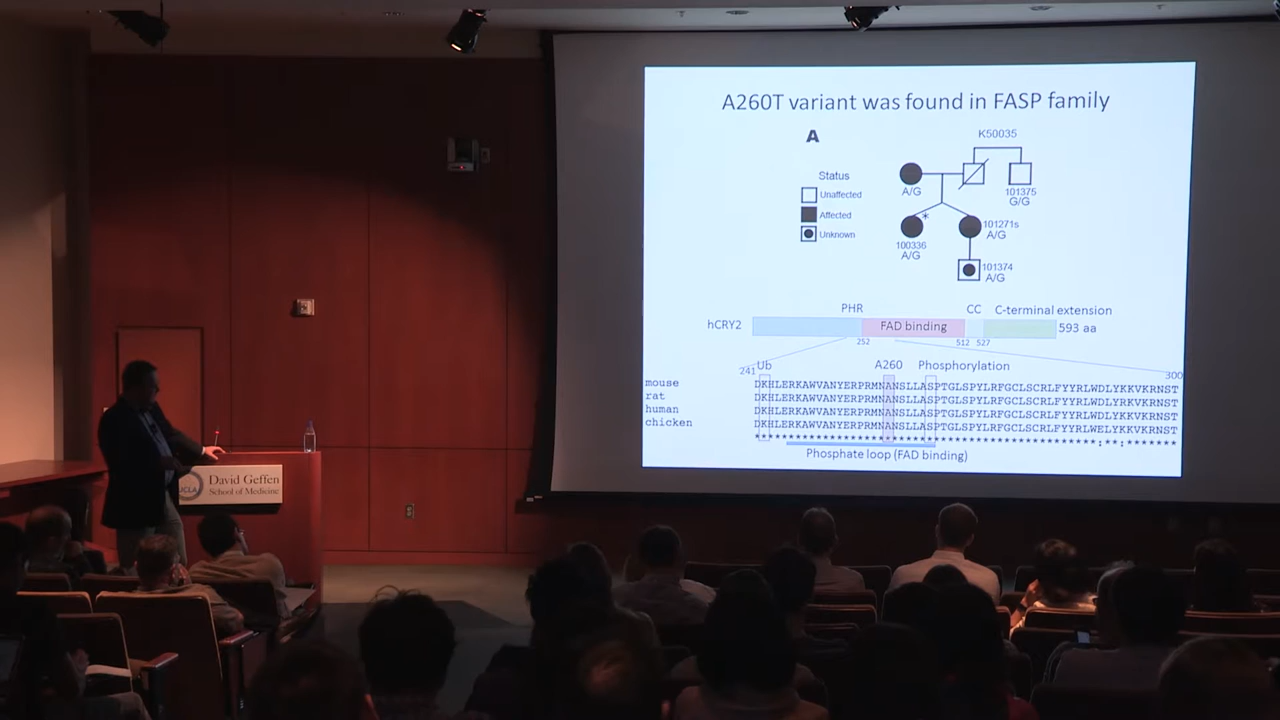 A260T variant was found in FASP family
A
K50035
Status
Unaffected
Affected
Unknown
A/G
101375
G/G
*
100336
A/G
101271s
A/G
101374
A/G
PHR
CC
C-terminal extension
hCRY2
FAD binding
593 aa
252
512
527
241
Ub
A260
Phosphorylation
300
mouse DKHLERKAWVANYERPRMNANSLLASPTGLSPYLRFGCLSCRLFYYRLWDLYKKVKRNST
rat DKHLERKAWVANYERPRMNANSLLASPTGLSPYLRFGCLSCRLFYYRLWDLYRKVKRNST
human DKHLERKAWVANYERPRMNANSLLASPTGLSPYLRFGCLSCRLFYYRLWDLYKKVKRNST
chicken DKHLERKAWVANYERPRMNANSLLASPTGLSPYLRFGCLSCRLFYYRLWELYKKVKRNST
*************************************************:**:*******
Phosphate loop (FAD binding)
UCLA
David Geffen
School of Medicine